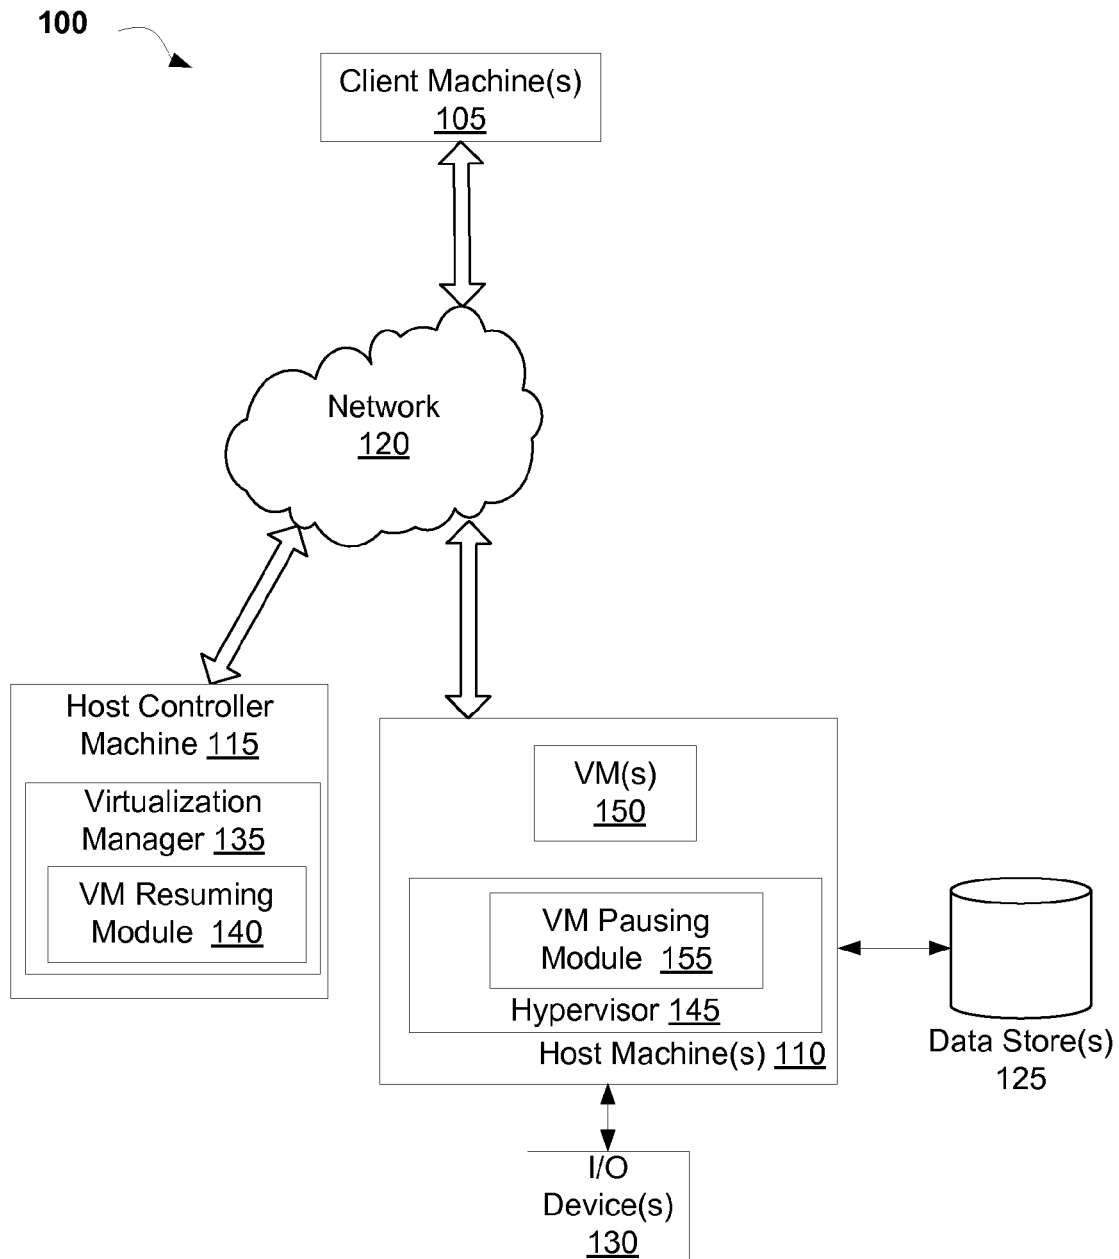 100
Client Machine(s)
105
Network
120
Host Controller
Machine 115
Virtualization
Manager 135
VM Resuming
Module 140
VM(s)
150
VM Pausing
Module 155
Hypervisor 145
Host Machine(s) 110
Data Store(s)
125
I/O
Device(s)
130